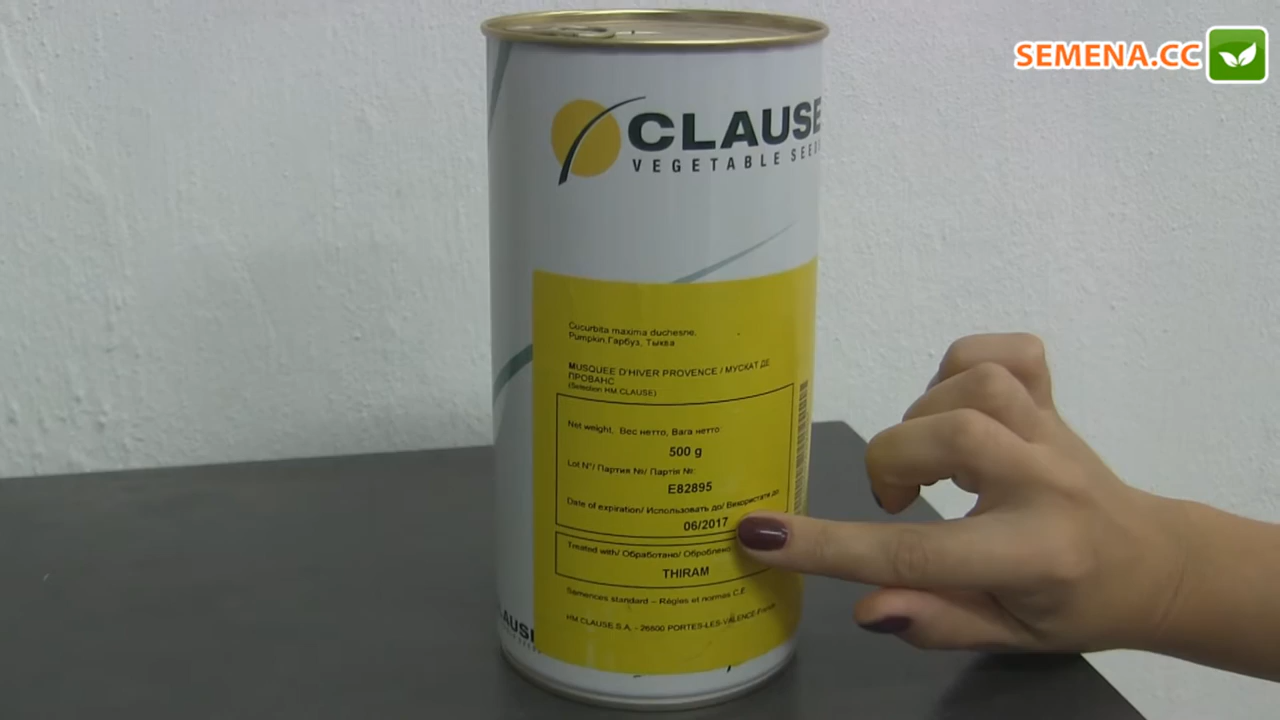 SEMENA.CC
CLAUSE
VEGETABLE SEEDS
Cucurbita maxima duchesne,
Pumpkin,Гарбуз, Тыква
MUSQUEE D'HIVER PROVENCE / МУСКАТ ДЕ
ПРОВАНС
(Selection HM.CLAUSE)
Net weight, Вес нетто, Вага нетто:
500 g
Lot N°/ Партия №/ Партія №:
E82895
Date of expiration/ Использовать до/ Використати до
06/2017
Treated with/ Обработано/ Оброблено
THIRAM
Semences standard – Règles et normes C.E
HM.CLAUSE S.A, - 26800 PORTES-LES-VALENCE France